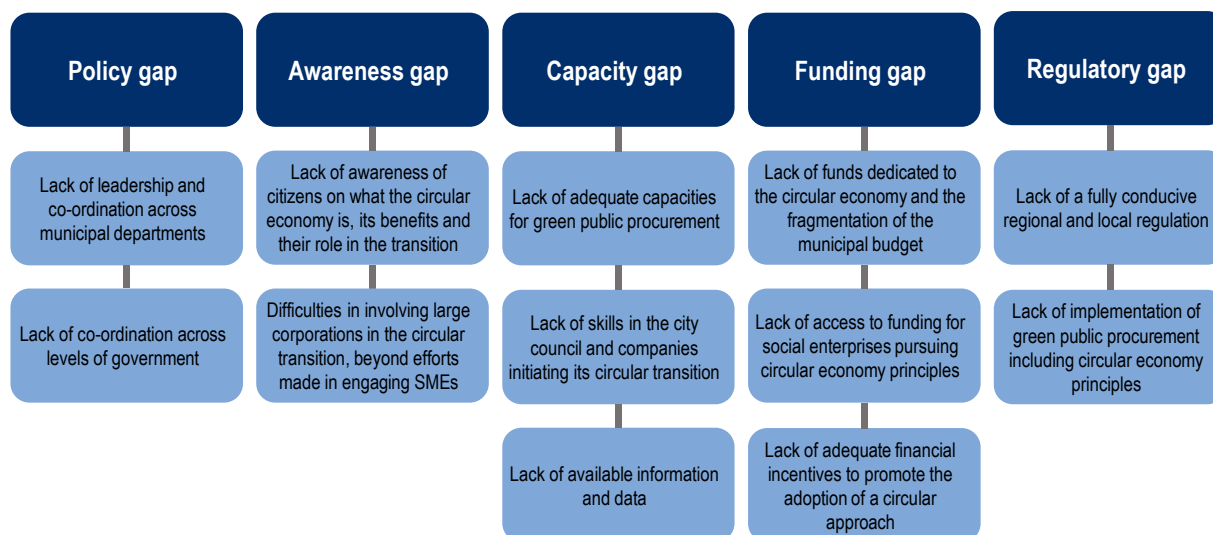 Policy gap
Lack of leadership and
co-ordination across
municipal departments
Lack of co-ordination across
levels of government
Awareness gap
Lack of awareness of
citizens on what the circular
economy is, its benefits and
their role in the transition
Difficulties in involving large
corporations in the circular
transition, beyond efforts
made in engaging SMEs
Capacity gap
Lack of adequate capacities
for green public procurement
Lack of skills in the city
council and companies
initiating its circular transition
Lack of available information
and data
Funding gap
Lack of funds dedicated to
the circular economy and the
fragmentation of the
municipal budget
Lack of access to funding for
social enterprises pursuing
circular economy principles
Lack of adequate financial
incentives to promote the
adoption of a circular
approach
Regulatory gap
Lack of a fully conducive
regional and local regulation
Lack of implementation of
green public procurement
including circular economy
principles